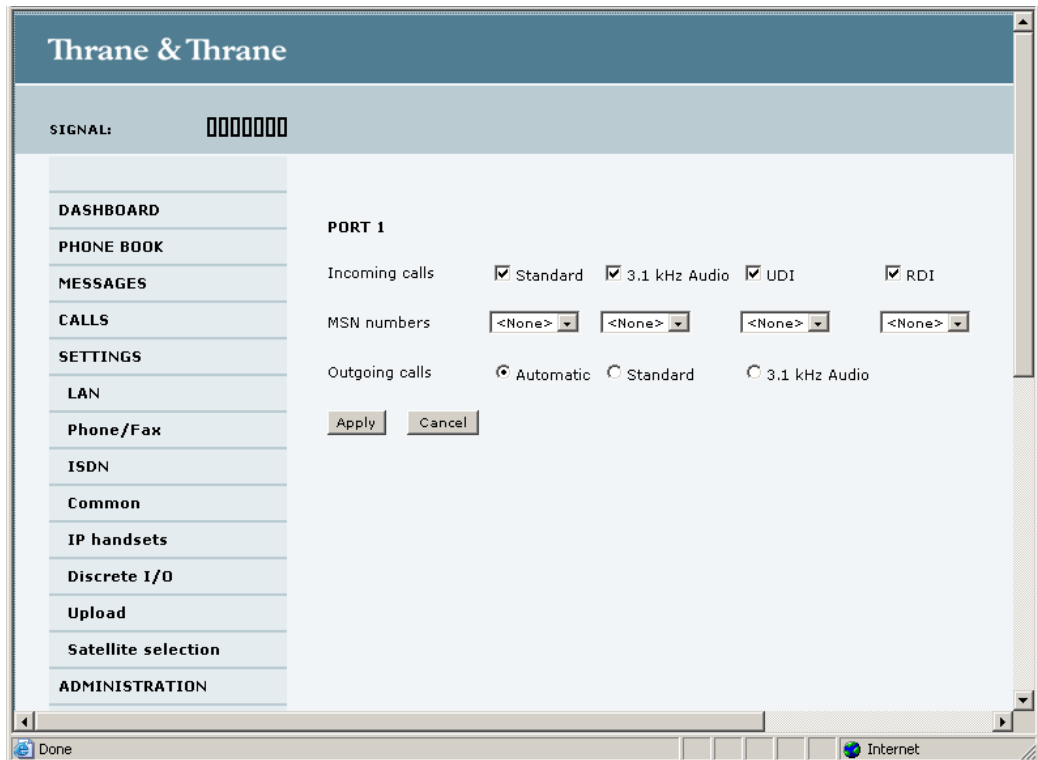 Thrane & Thrane
SIGNAL:
DASHBOARD
PHONE BOOK
MESSAGES
CALLS
SETTINGS
LAN
Phone/Fax
ISDN
Common
IP handsets
Discrete I/O
Upload
Satellite selection
ADMINISTRATION
PORT 1
Incoming calls Standard 3.1 kHz Audio UDI RDI
MSN numbers <None> <None> <None> <None>
Outgoing calls Automatic Standard 3.1 kHz Audio
Apply Cancel
Done Internet